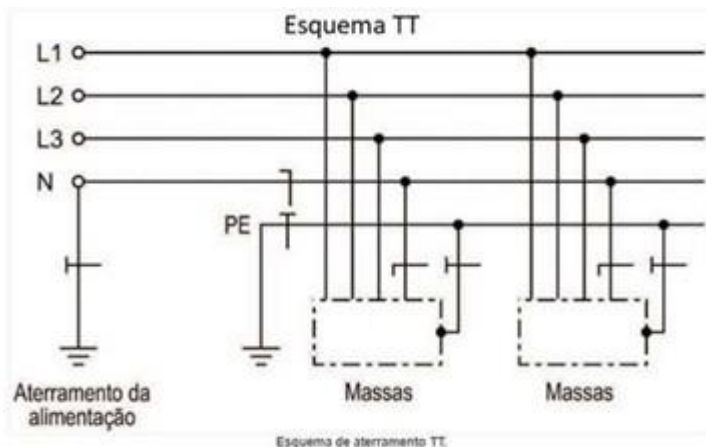 Esquema TT
L1
L2
L3
N
PE
Aterramento da
alimentação
Massas
Massas
Esquema de aterramento TT.